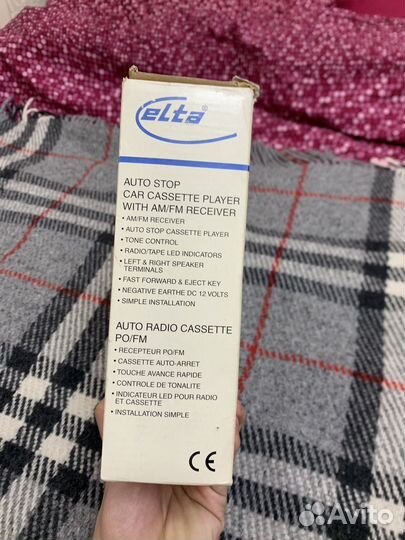 elta®
AUTO STOP
CAR CASSETTE PLAYER
WITH AM/FM RECEIVER
• AM/FM RECEIVER
• AUTO STOP CASSETTE PLAYER
• TONE CONTROL
• RADIO/TAPE LED INDICATORS
• LEFT & RIGHT SPEAKER
TERMINALS
• FAST FORWARD & EJECT KEY
• NEGATIVE EARTHE DC 12 VOLTS
• SIMPLE INSTALLATION
AUTO RADIO CASSETTE
PO/FM
• RECEPTEUR PO/FM
• CASSETTE AUTO-ARRET
• TOUCHE AVANCE RAPIDE
• CONTROLE DE TONALITE
• INDICATEUR LED POUR RADIO
ET CASSETTE
• INSTALLATION SIMPLE
CE
Avito